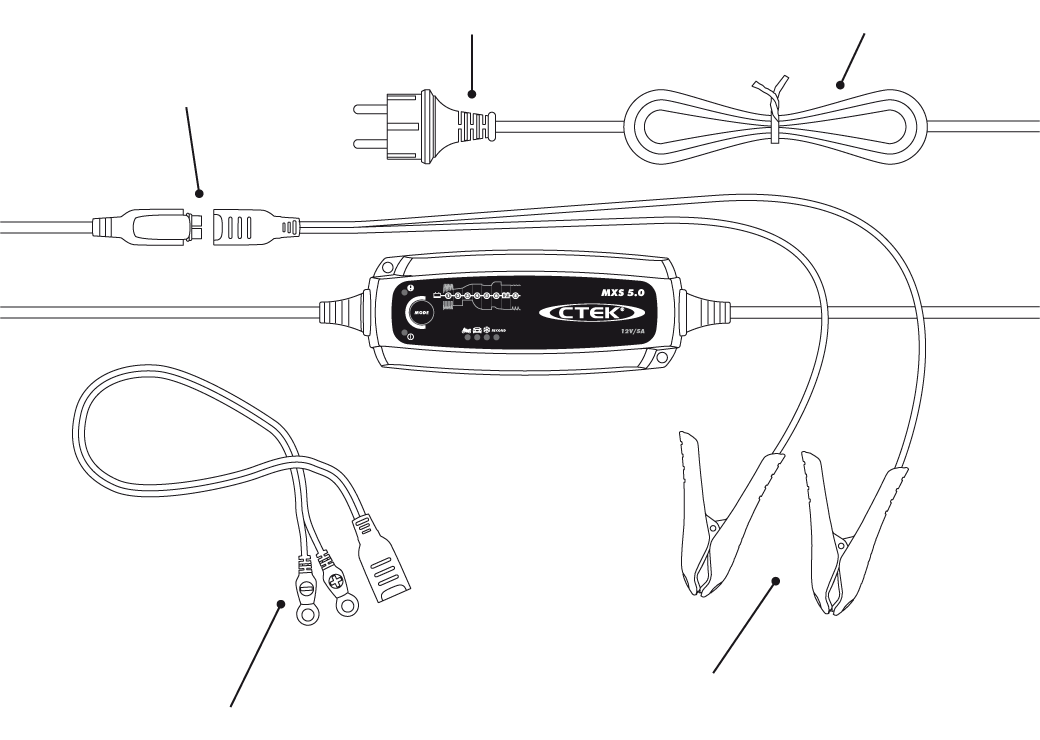 MXS 5.0
CTEK
MODE
12V/5A
RECOND